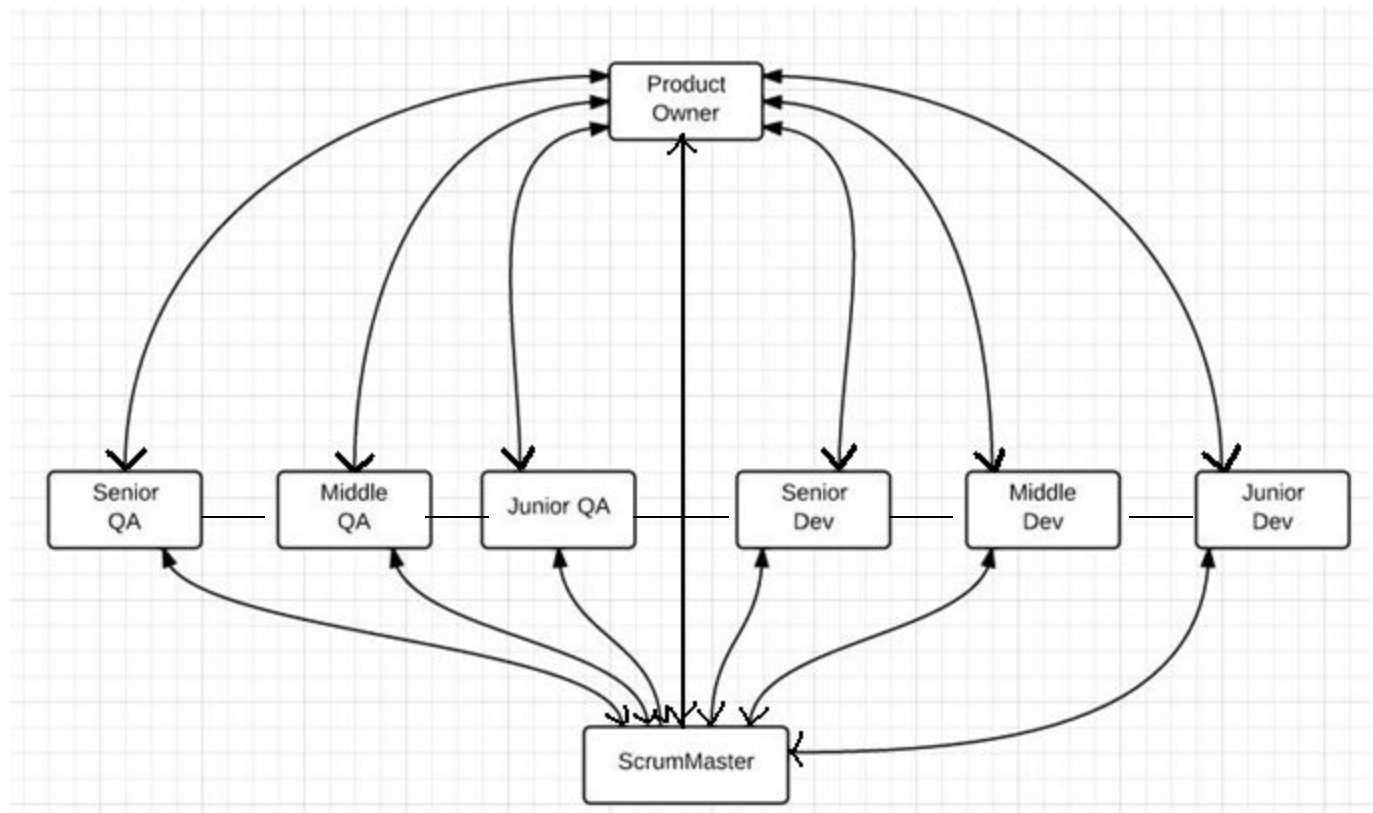 Product
Owner
Senior
QA
Middle
QA
Junior QA
Senior
Dev
Middle
Dev
Junior
Dev
ScrumMaster